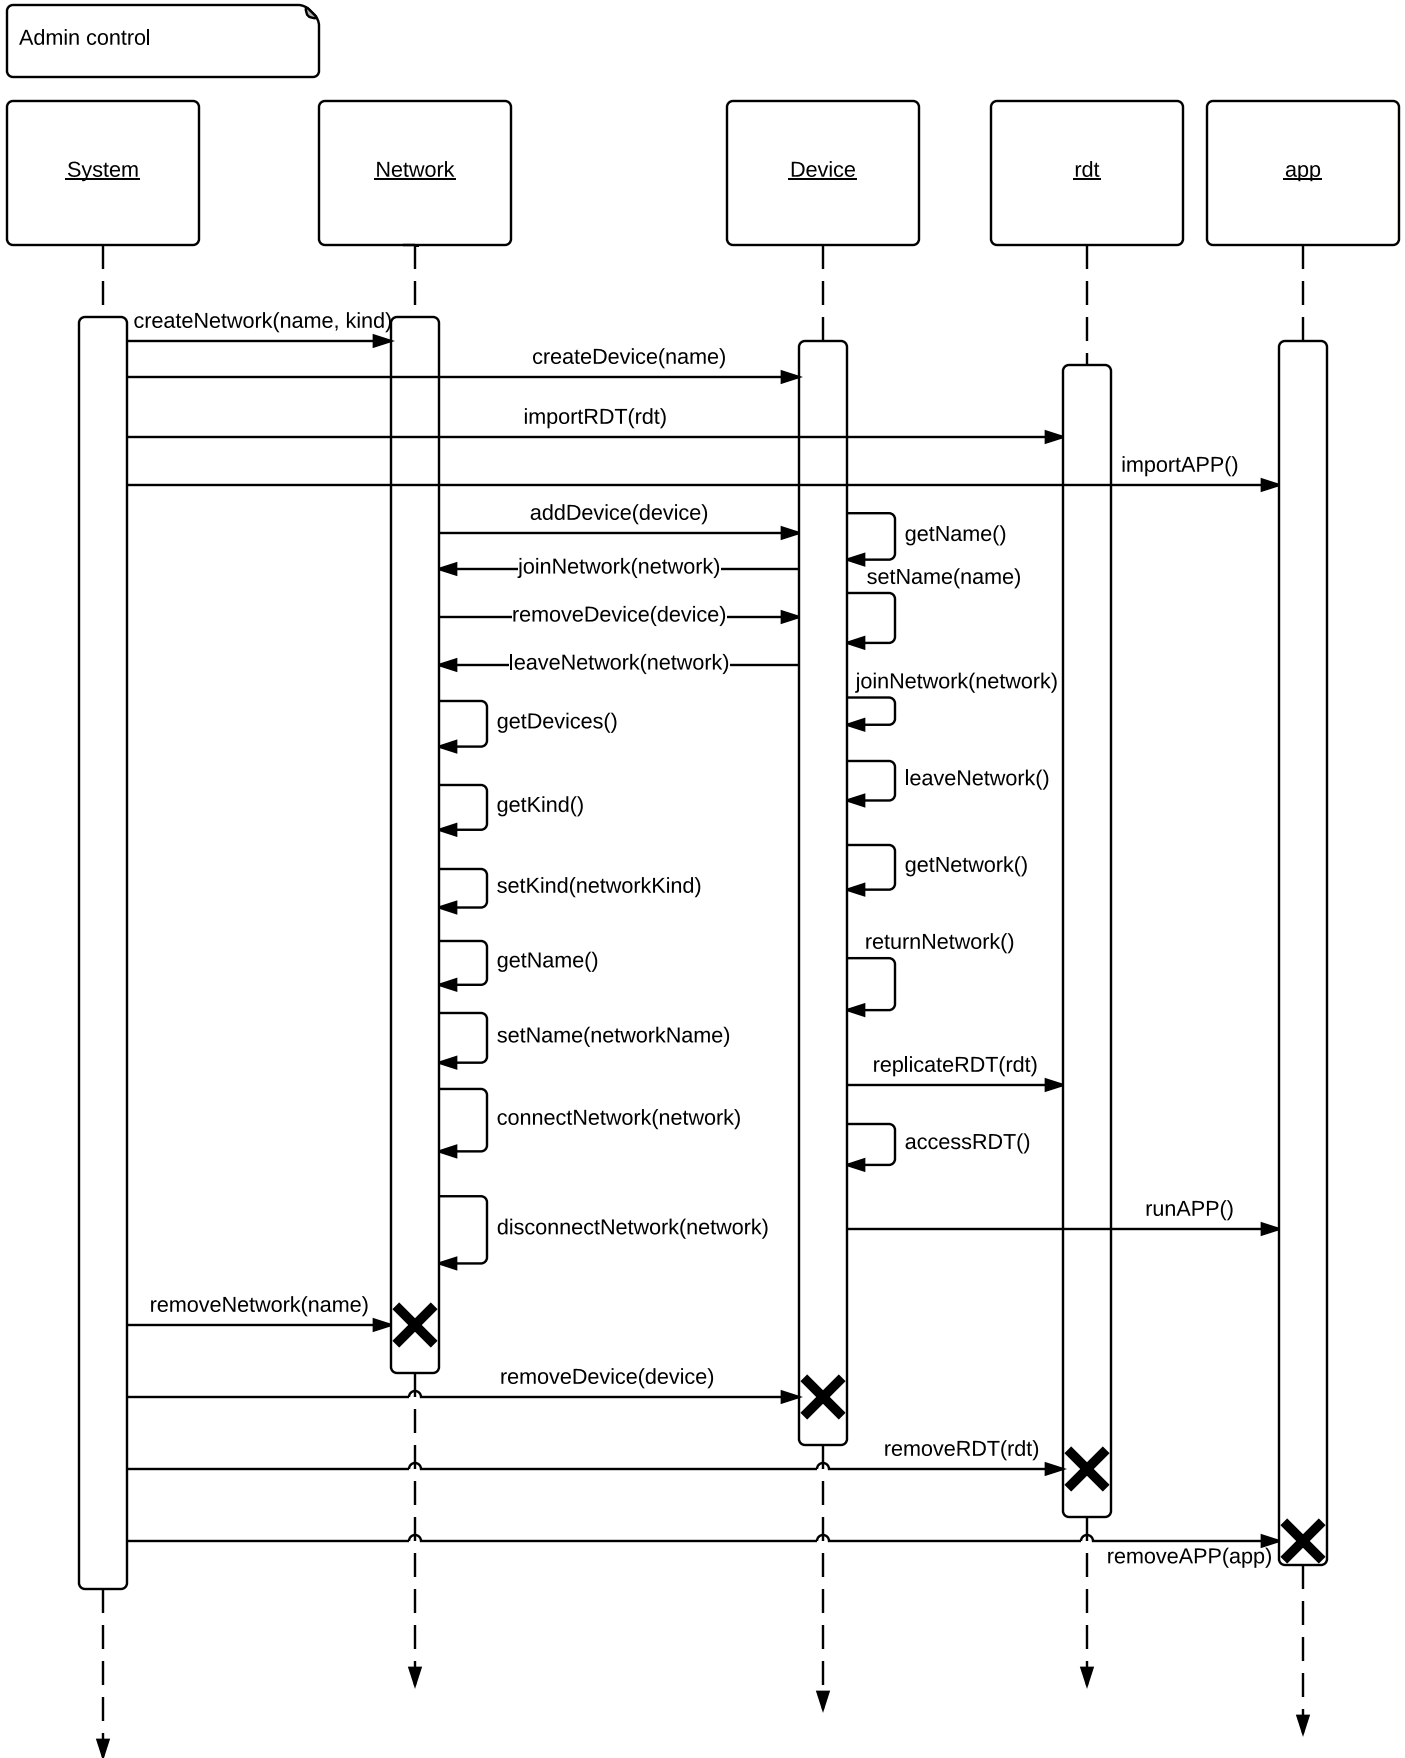 Admin control
System
Network
Device
rdt
app
createNetwork(name, kind)
createDevice(name)
importRDT(rdt)
importAPP()
addDevice(device)
getName()
joinNetwork(network)
setName(name)
removeDevice(device)
leaveNetwork(network)
joinNetwork(network)
getDevices()
leaveNetwork()
getKind()
getNetwork()
setKind(networkKind)
returnNetwork()
getName()
setName(networkName)
replicateRDT(rdt)
connectNetwork(network)
accessRDT()
runAPP()
disconnectNetwork(network)
removeNetwork(name)
removeDevice(device)
removeRDT(rdt)
removeAPP(app)